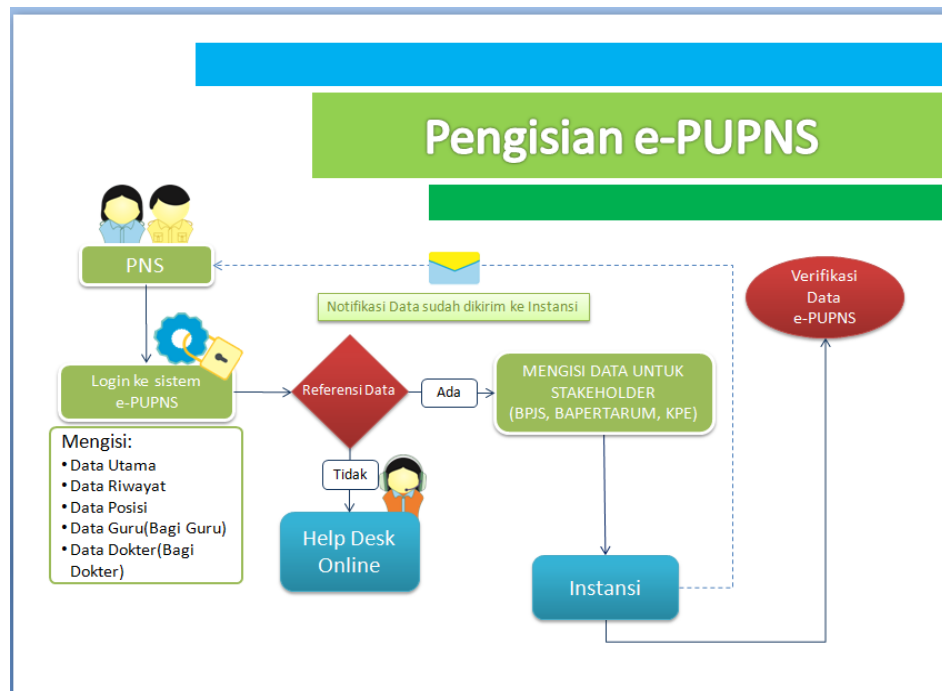 Pengisian e-PUPNS
PNS
Notifikasi Data sudah dikirim ke Instansi
Verifikasi
Data
e-PUPNS
Login ke sistem
e-PUPNS
Referensi Data
Ada
MENGISI DATA UNTUK
STAKEHOLDER
(BPJS, BAPERTARUM, KPE)
Mengisi:
• Data Utama
• Data Riwayat
• Data Posisi
• Data Guru(Bagi Guru)
• Data Dokter(Bagi
Dokter)
Tidak
Help Desk
Online
Instansi